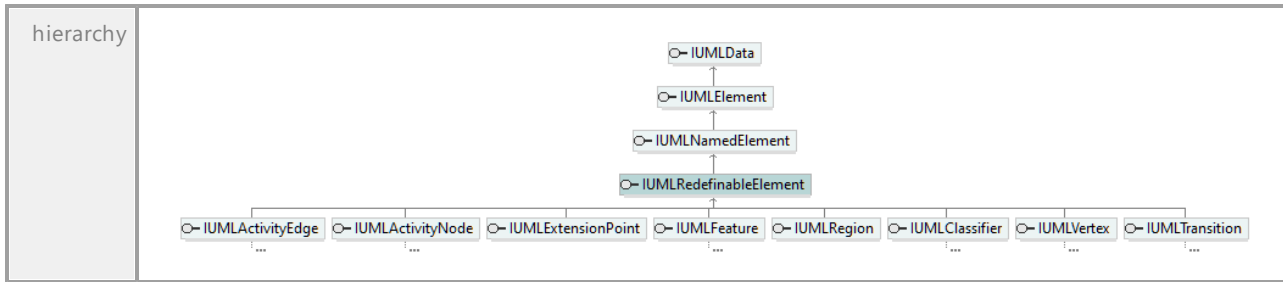 hierarchy
IUMLData
IUMLElement
IUMLNamedElement
IUMLRedefinableElement
IUMLActivityEdge IUMLActivityNode IUMLExtensionPoint IUMLFeature IUMLRegion IUMLClassifier IUMLVertex IUMLTransition
... ... ... ... ... ...